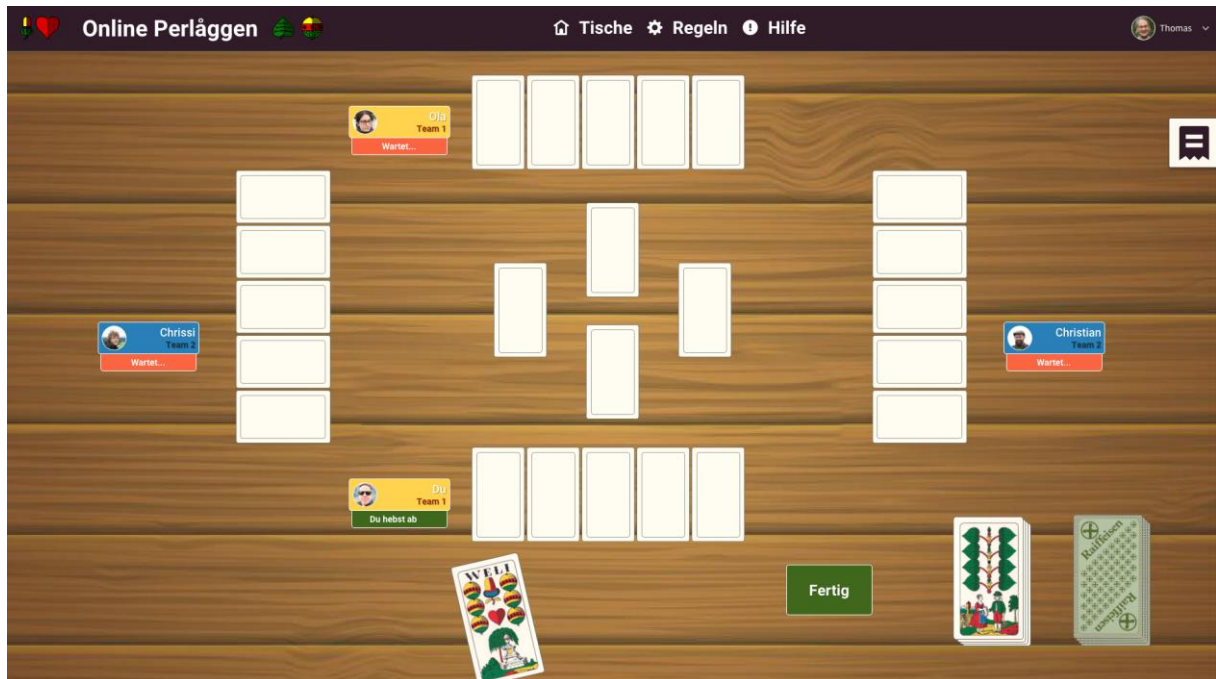 Online Perlåggen
Tische
Regeln
Hilfe
Thomas
Ola
Team 1
Wartet...
Chrissi
Team 2
Wartet...
Christian
Team 2
Wartet...
Du
Team 1
Du hebst ab
WELI
Fertig
Raiffeisen
Raiffeisen